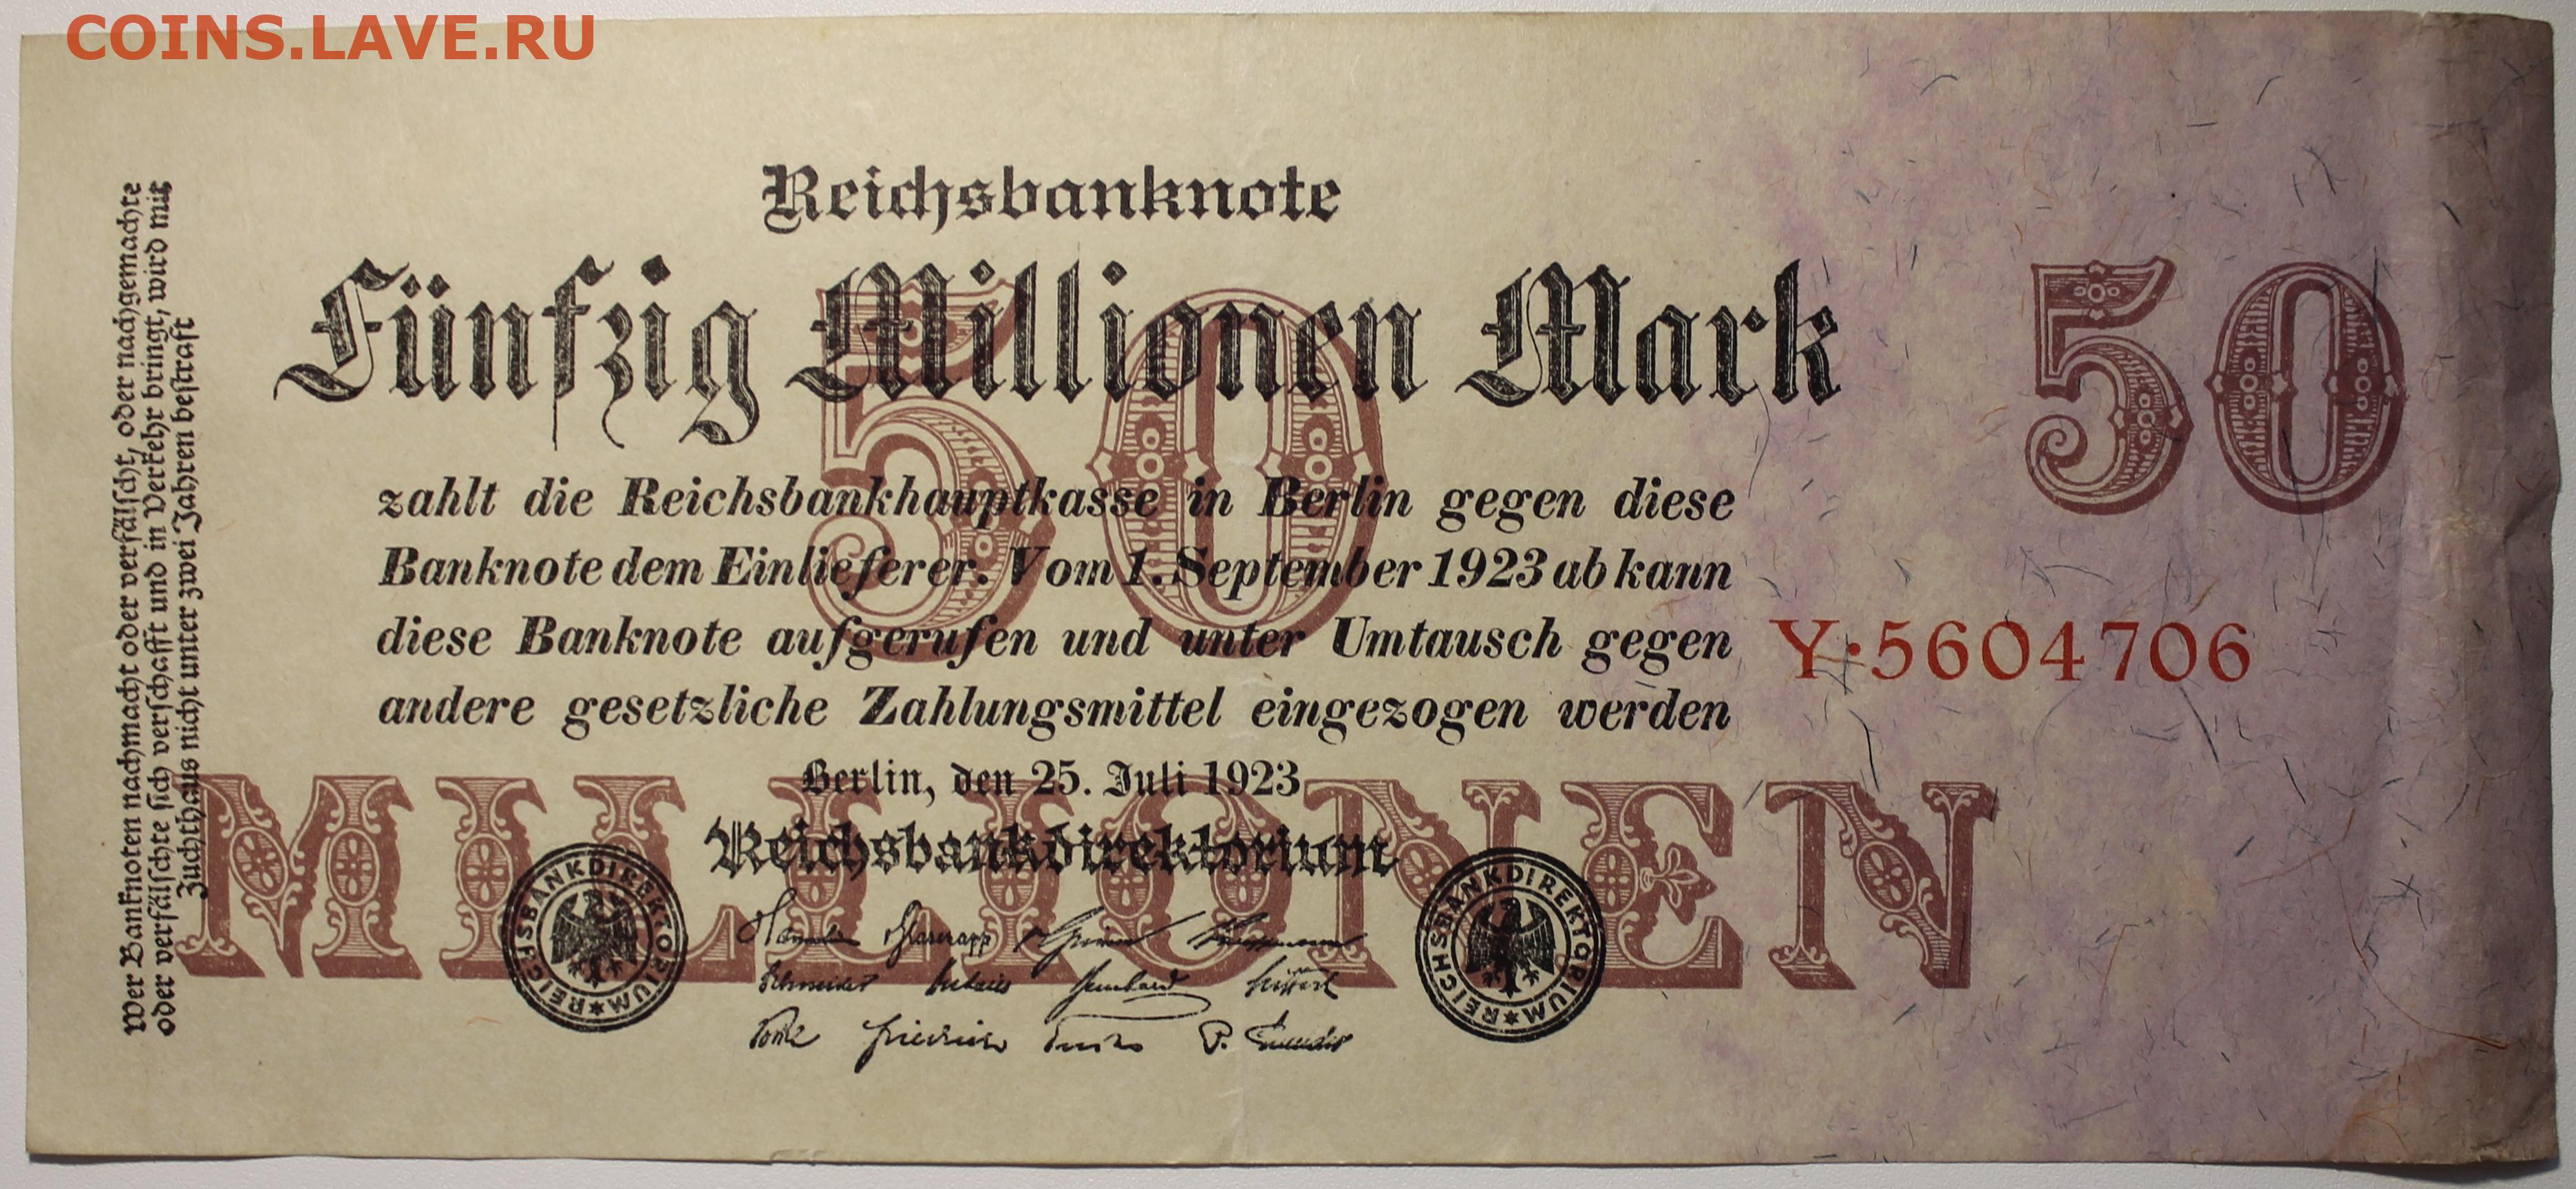 COINS.LAVE.RU
Reichsbanknote
Fünfzig Millionen Mark
50
50
zahlt die Reichsbankhauptkasse in Berlin gegen diese
Banknote dem Einlieferer. Vom 1. September 1923 ab kann
diese Banknote aufgerufen und unter Umtausch gegen
andere gesetzliche Zahlungsmittel eingezogen werden
Y·5604706
Berlin, den 25. Juli 1923
MILLIONEN
Reichsbankdirektorium
REICHSBANKDIREKTORIUM
REICHSBANKDIREKTORIUM
Schneider
Friedrich
P.
Wer Banknoten nachmacht oder verfälscht, oder nachgemachte
oder verfälschte sich verschafft und in Verkehr bringt, wird mit
Zuchthaus nicht unter zwei Jahren bestraft